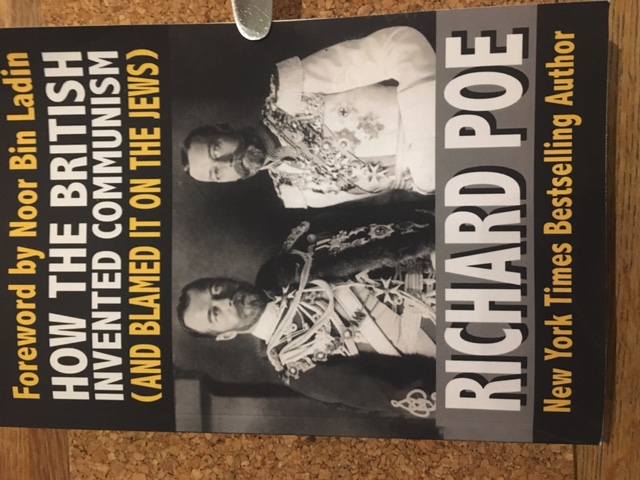 Foreword by Noor Bin Ladin
HOW THE BRITISH
INVENTED COMMUNISM
(AND BLAMED IT ON THE JEWS)
RICHARD POE
New York Times Bestselling Author